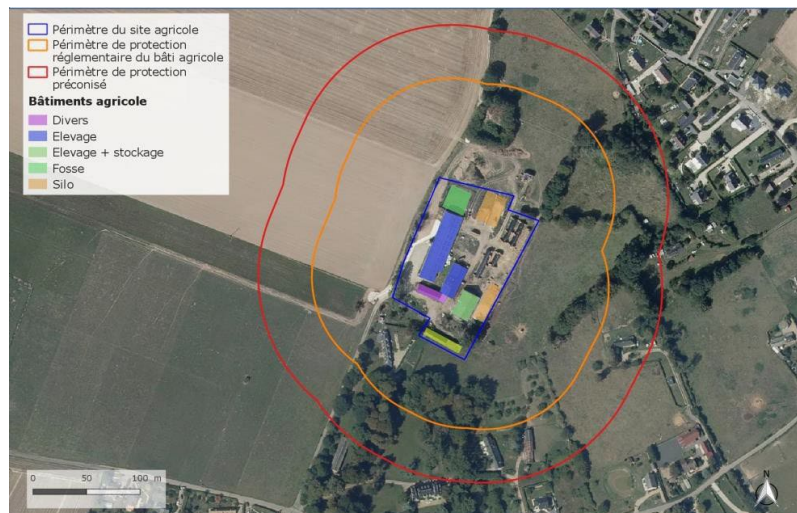 Périmètre du site agricole
Périmètre de protection
réglementaire du bâti agricole
Périmètre de protection
préconisé
Bâtiments agricole
Divers
Elevage
Elevage + stockage
Fosse
Silo
0 50 100 m
N